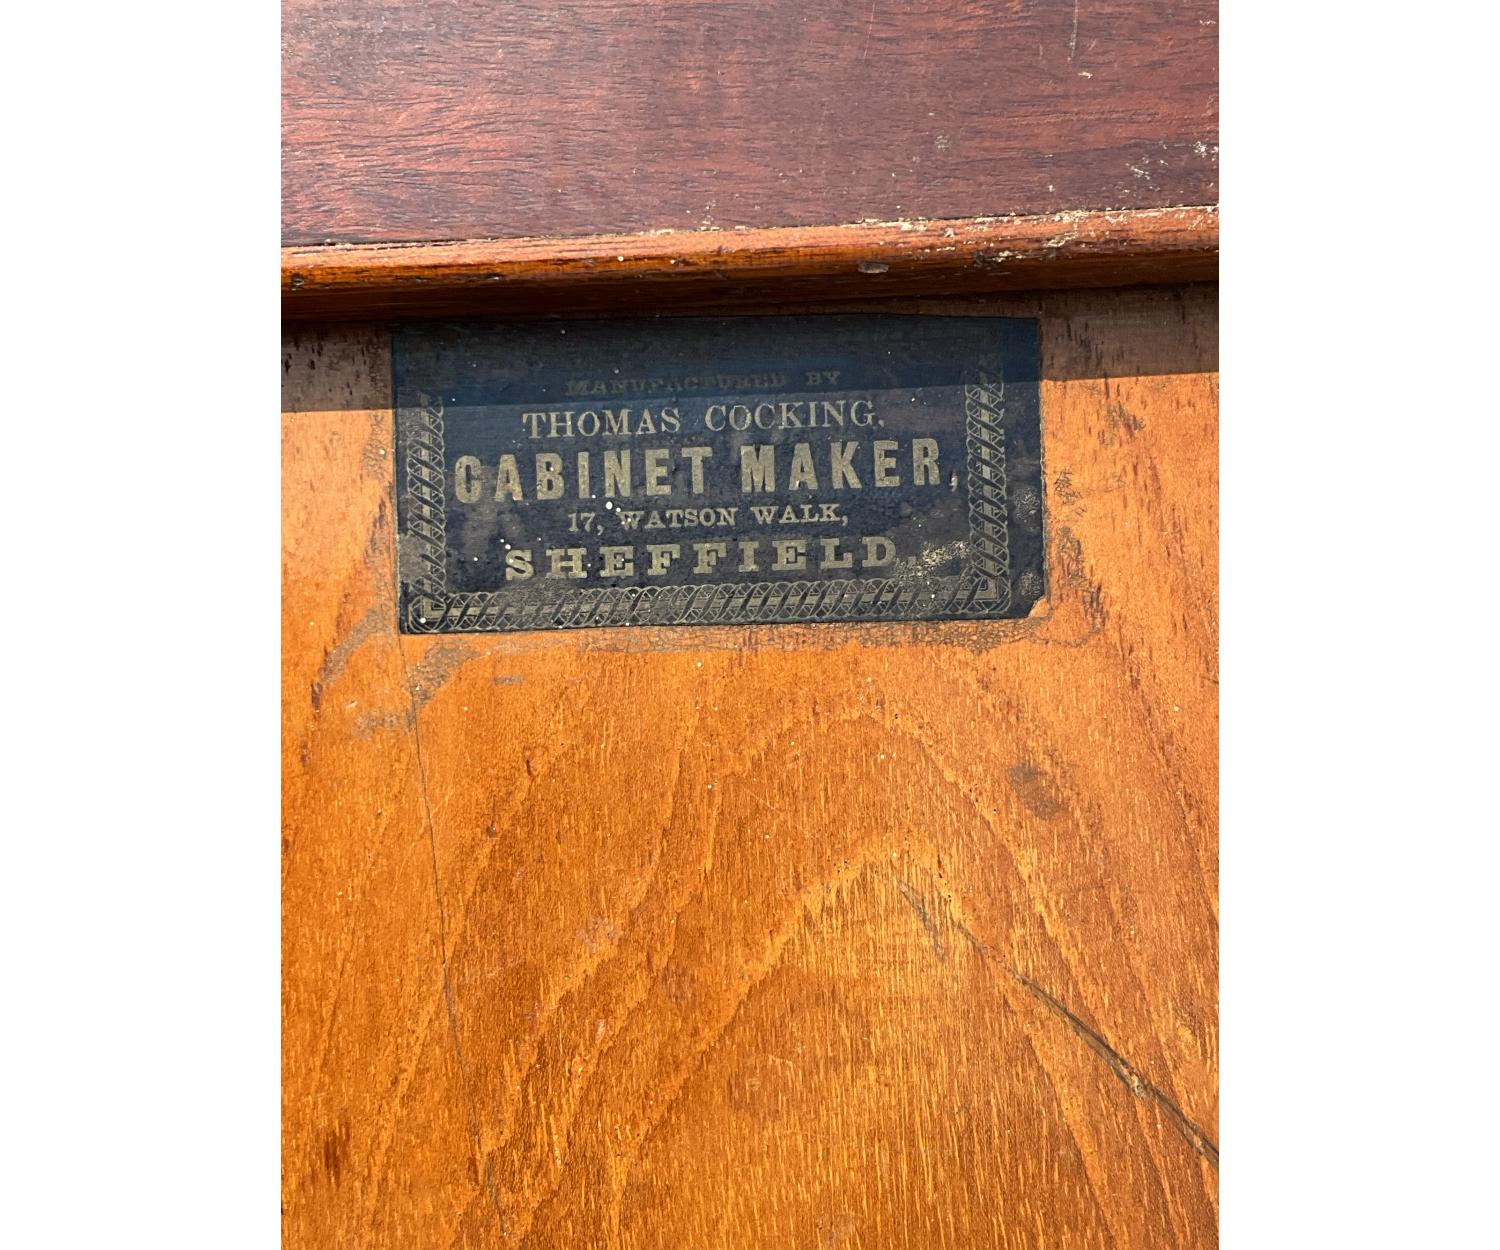 MANUFACTURED BY
THOMAS COCKING,
CABINET MAKER,
17, WATSON WALK,
SHEFFIELD.